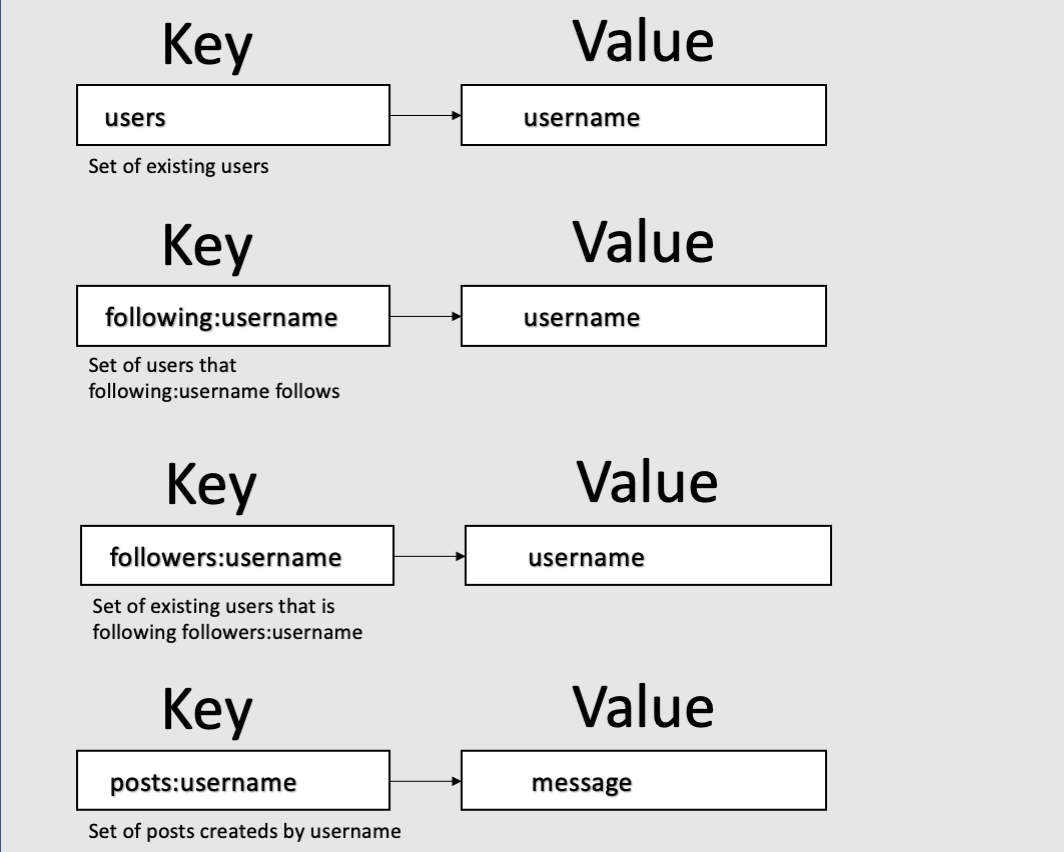 Key Value
users username
Set of existing users
Key Value
following:username username
Set of users that
following:username follows
Key Value
followers:username username
Set of existing users that is
following followers:username
Key Value
posts:username message
Set of posts createds by username